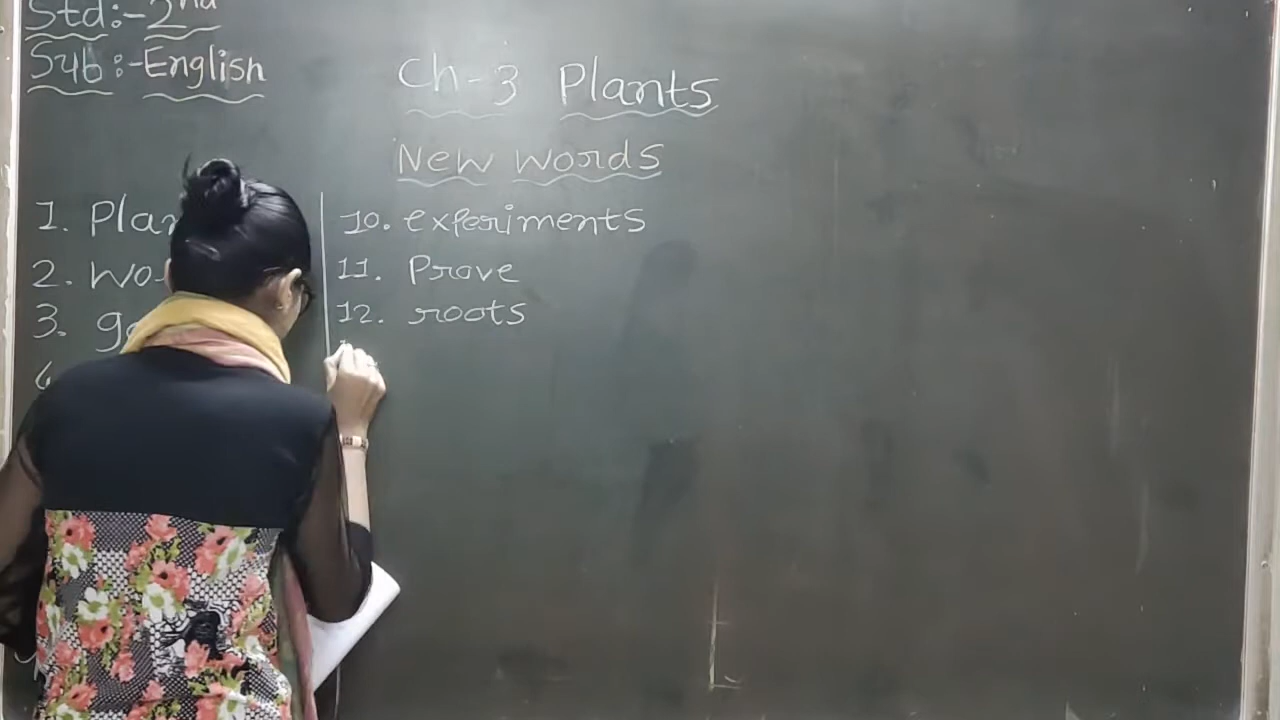 Std:-2nd
Sub:-English
Ch-3 Plants
New words
1.
2.
3.
10. experiments
11. Prove
12. roots